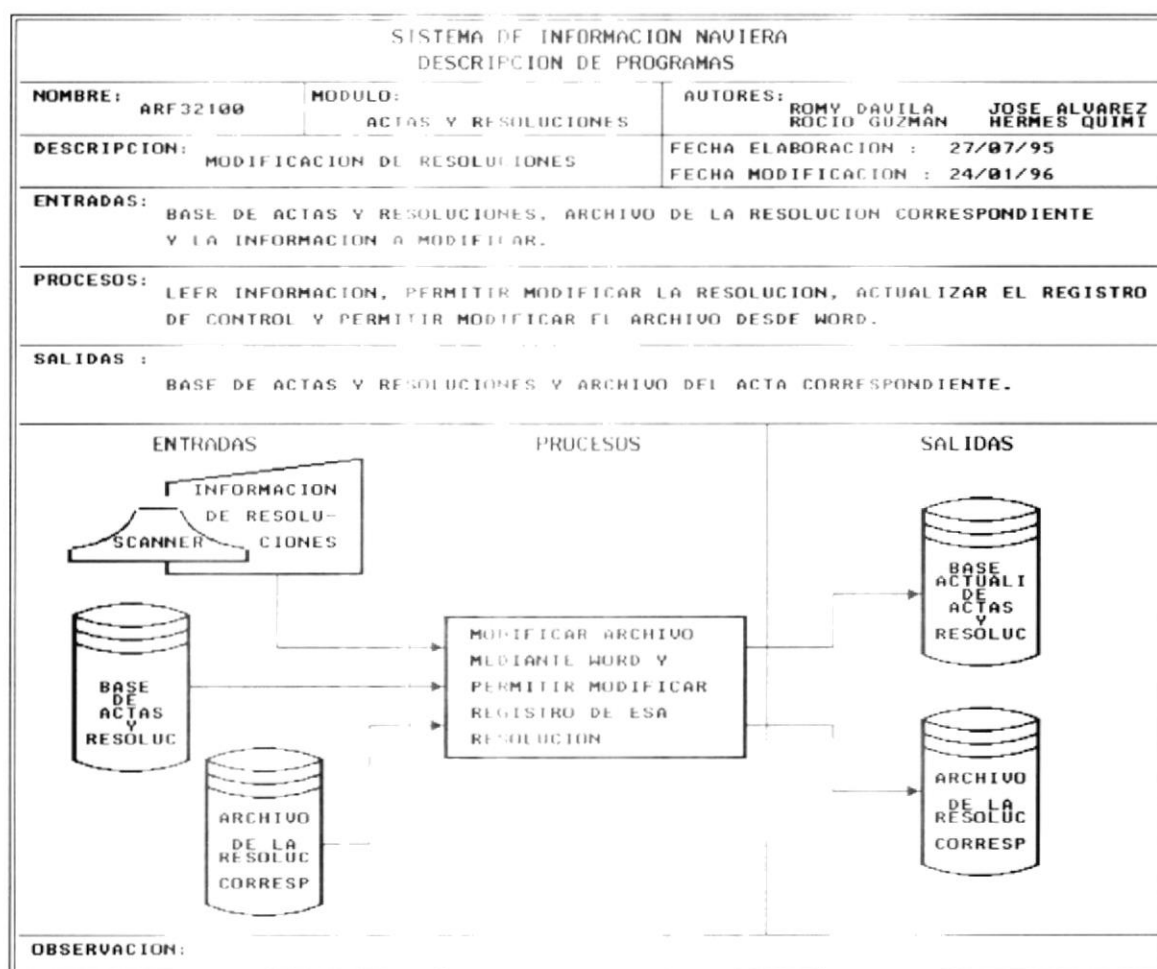 SISTEMA DE INFORMACION NAVIERA
DESCRIPCION DE PROGRAMAS
NOMBRE: ARF32100
MODULO: ACTAS Y RESOLUCIONES
AUTORES: ROMY DAVILA JOSE ALVAREZ
ROCIO GUZMAN HERMES QUIMI
DESCRIPCION: MODIFICACION DE RESOLUCIONES
FECHA ELABORACION : 27/07/95
FECHA MODIFICACION : 24/01/96
ENTRADAS:
BASE DE ACTAS Y RESOLUCIONES, ARCHIVO DE LA RESOLUCION CORRESPONDIENTE
Y LA INFORMACION A MODIFICAR.
PROCESOS:
LEER INFORMACION, PERMITIR MODIFICAR LA RESOLUCION, ACTUALIZAR EL REGISTRO
DE CONTROL Y PERMITIR MODIFICAR EL ARCHIVO DESDE WORD.
SALIDAS :
BASE DE ACTAS Y RESOLUCIONES Y ARCHIVO DEL ACTA CORRESPONDIENTE.
ENTRADAS PROCESOS SALIDAS
INFORMACION
DE RESOLU-
CIONES
SCANNER
BASE
DE
ACTAS
Y
RESOLUC
ARCHIVO
DE LA
RESOLUC
CORRESP
MODIFICAR ARCHIVO
MEDIANTE WORD Y
PERMITIR MODIFICAR
REGISTRO DE ESA
RESOLUCION
BASE
ACTUALI
DE
ACTAS
Y
RESOLUC
ARCHIVO
DE LA
RESOLUC
CORRESP
OBSERVACION: